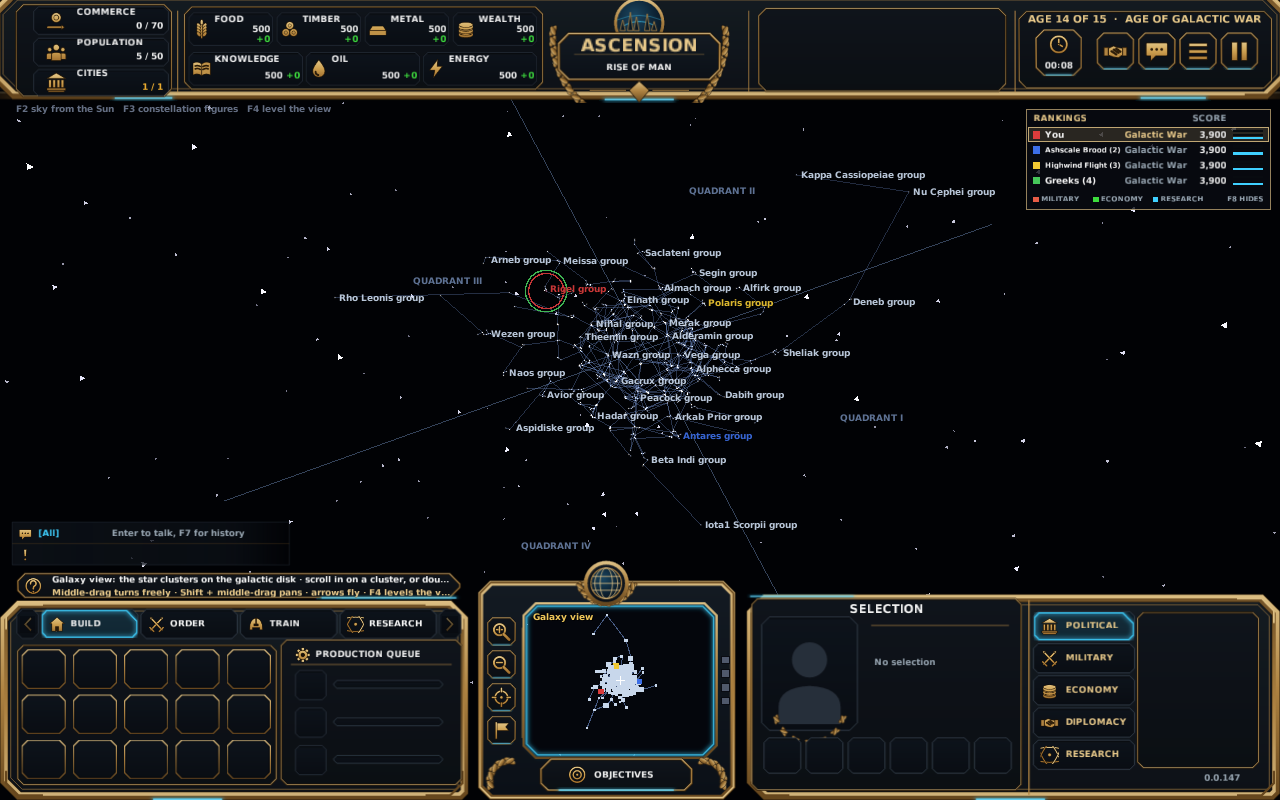 COMMERCE
0 / 70
POPULATION
5 / 50
CITIES
1 / 1
FOOD
500
+0
TIMBER
500
+0
METAL
500
+0
WEALTH
500
+0
KNOWLEDGE
500 +0
OIL
500 +0
ENERGY
500 +0
ASCENSION
RISE OF MAN
AGE 14 OF 15 · AGE OF GALACTIC WAR
00:08
F2 sky from the Sun F3 constellation figures F4 level the view
RANKINGS SCORE
You Galactic War 3,900
Ashscale Brood (2) Galactic War 3,900
Highwind Flight (3) Galactic War 3,900
Greeks (4) Galactic War 3,900
MILITARY ECONOMY RESEARCH F8 HIDES
Kappa Cassiopeiae group
QUADRANT II
Nu Cephei group
Saclateni group
Arneb group
Meissa group
Segin group
QUADRANT III
Rigel group
Almach group
Alfirk group
Rho Leonis group
Elnath group
Polaris group
Deneb group
Nihal group
Merak group
Wezen group
Theemin group
Alderamin group
Wazn group
Vega group
Sheliak group
Naos group
Alphecca group
Gacrux group
Avior group
Peacock group
Dabih group
Hadar group
Arkab Prior group
QUADRANT I
Aspidiske group
Antares group
Beta Indi group
Iota1 Scorpii group
QUADRANT IV
[All] Enter to talk, F7 for history
!
Galaxy view: the star clusters on the galactic disk · scroll in on a cluster, or dou...
Middle-drag turns freely · Shift + middle-drag pans · arrows fly · F4 levels the v...
BUILD
ORDER
TRAIN
RESEARCH
PRODUCTION QUEUE
Galaxy view
OBJECTIVES
SELECTION
No selection
POLITICAL
MILITARY
ECONOMY
DIPLOMACY
RESEARCH
0.0.147